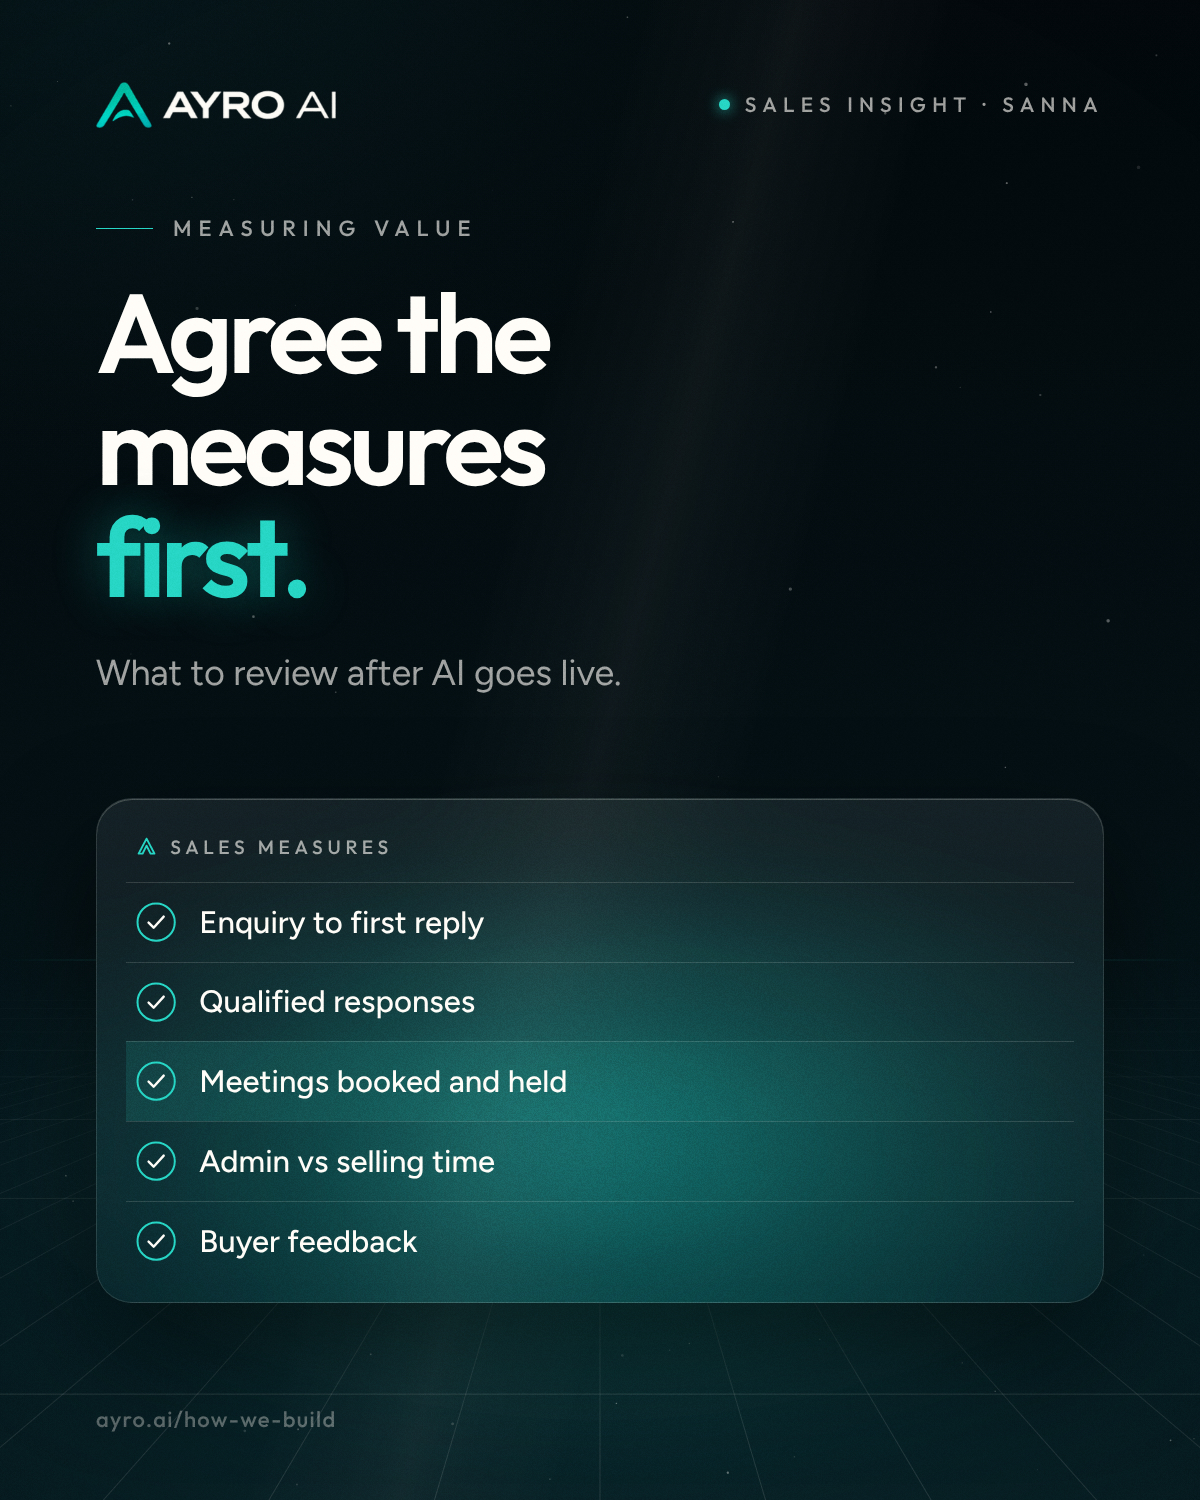 AYRO AI
SALES INSIGHT · SANNA
MEASURING VALUE
Agree the
measures
first.
What to review after AI goes live.
SALES MEASURES
Enquiry to first reply
Qualified responses
Meetings booked and held
Admin vs selling time
Buyer feedback
ayro.ai/how-we-build